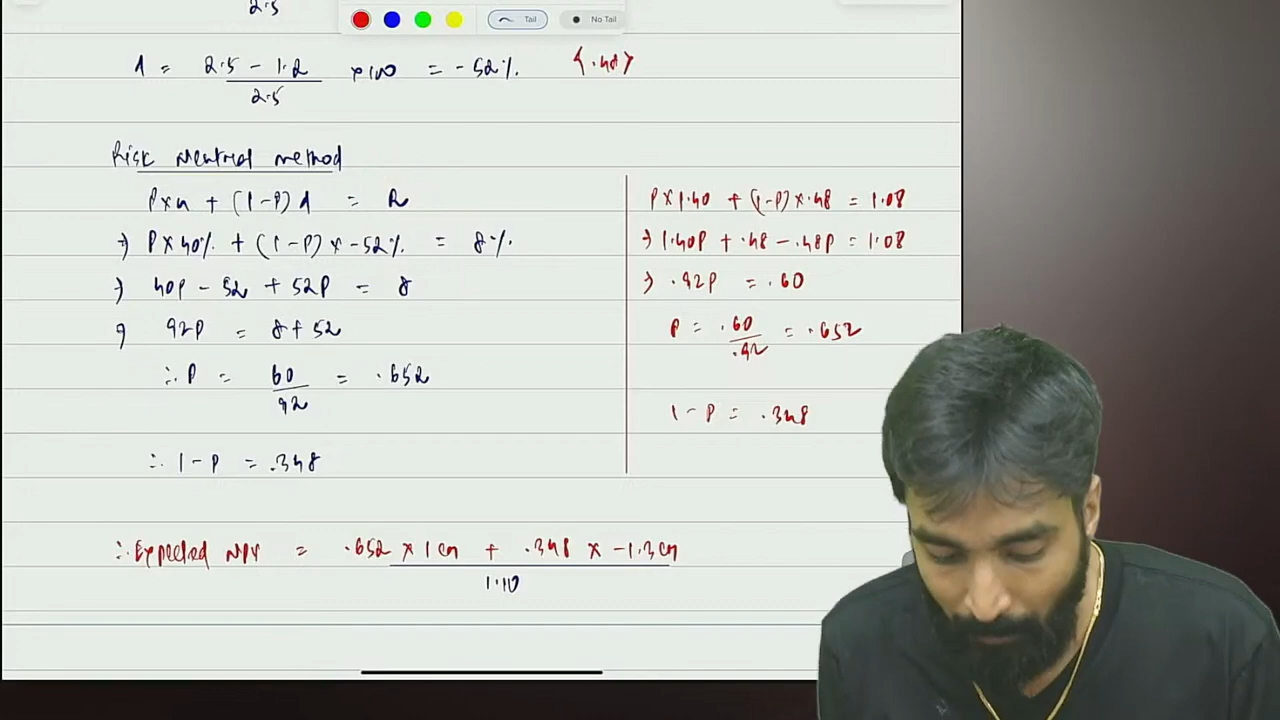 2.5
Tail
No Tail
d = 2.5 - 1.2 / 2.5 × 100 = -52% {.48}
Risk Neutral method
P×u + (1-P) d = R
⇒ P×40% + (1-P) × -52% = 8%.
⇒ 40P - 52 + 52P = 8
⇒ 92P = 8+52
∴ P = 60/92 = .652
∴ 1-P = .348
P×1.40 + (1-P)×.48 = 1.08
⇒ 1.40P + .48 - .48P = 1.08
⇒ .92P = .60
P = .60/.92 = .652
1-P = .348
∴ Expected NPV = .652 × 1cr + .348 × -1.3cr / 1.10